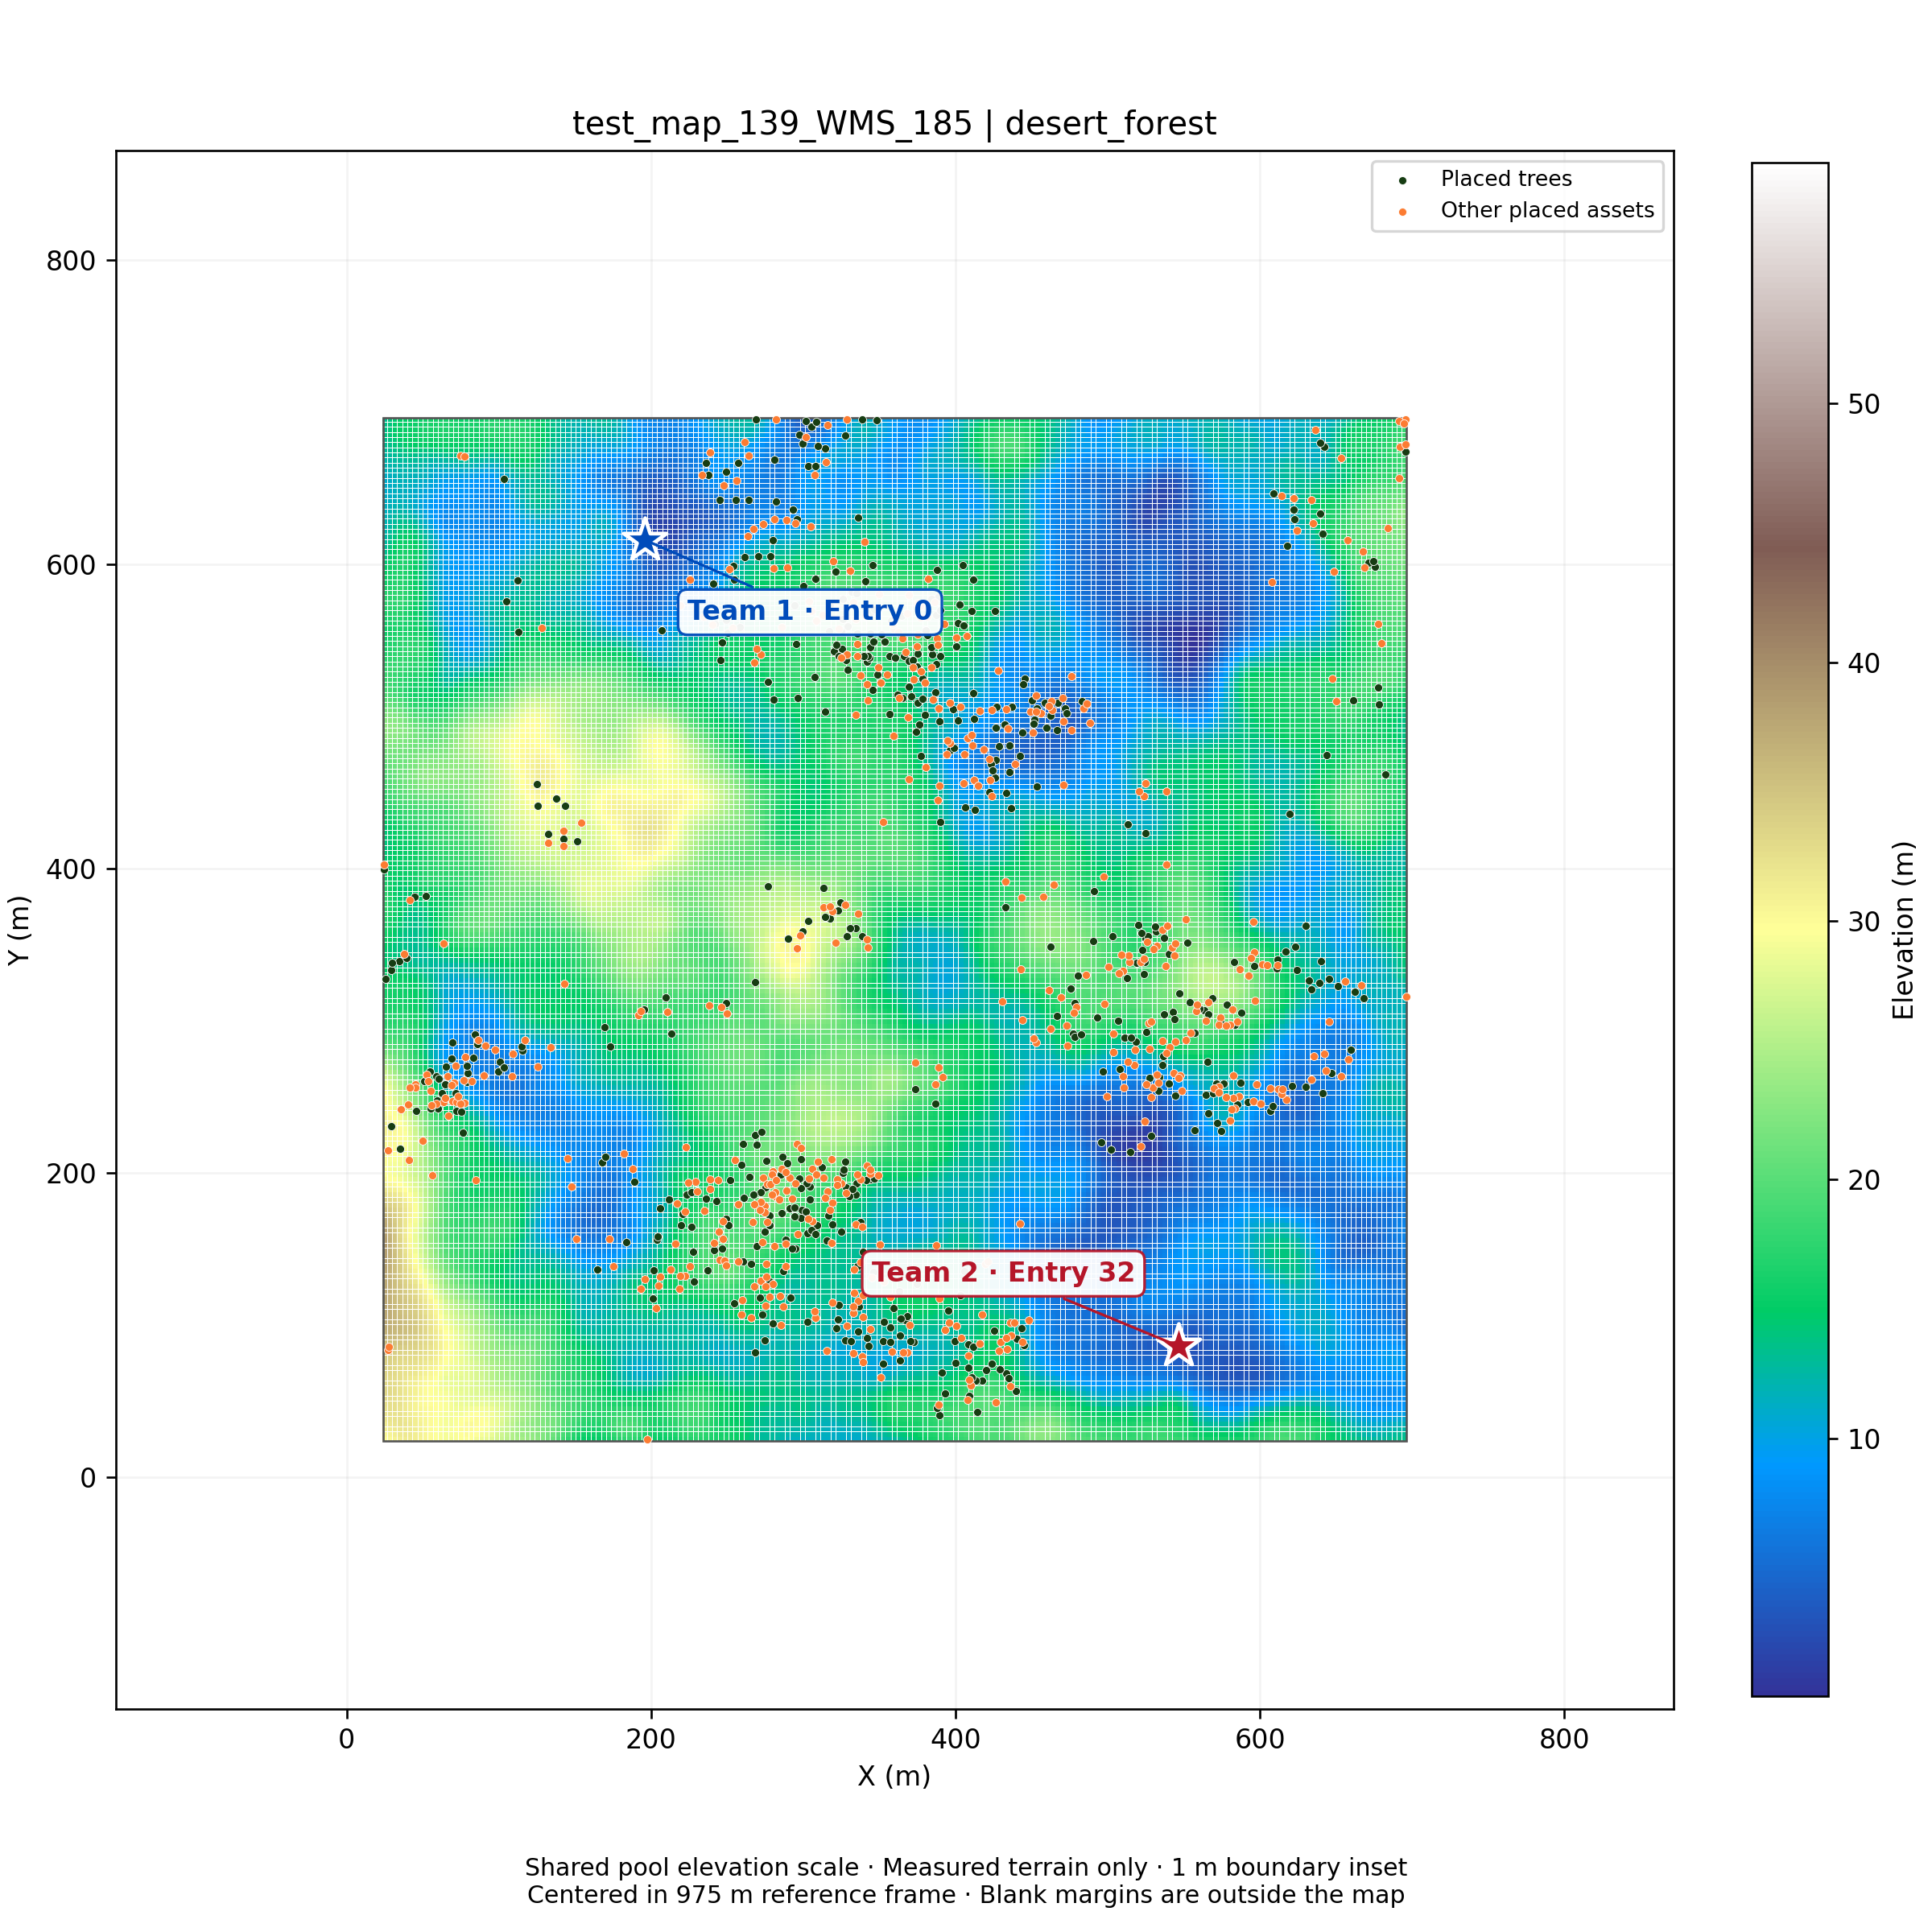 test_map_139_WMS_185 | desert_forest
Placed trees
Other placed assets
800
600
400
200
0
Y (m)
0
200
400
600
800
X (m)
Team 1 · Entry 0
Team 2 · Entry 32
50
40
30
20
10
Elevation (m)
Shared pool elevation scale · Measured terrain only · 1 m boundary inset
Centered in 975 m reference frame · Blank margins are outside the map